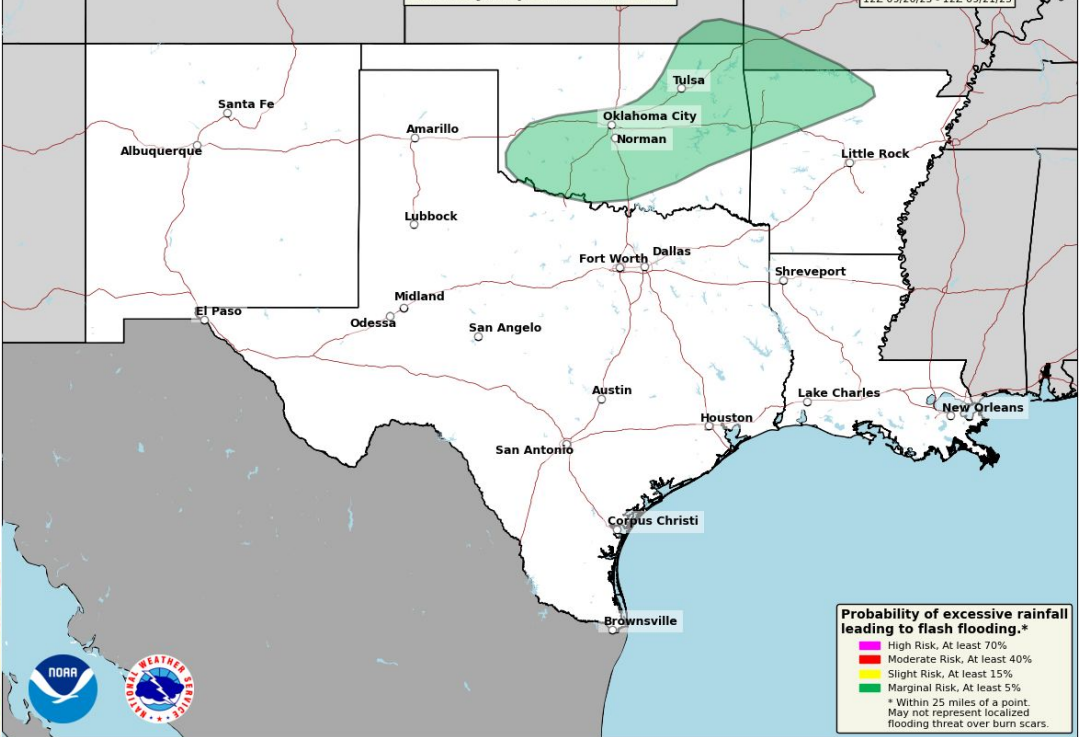 Santa Fe
Albuquerque
Amarillo
Lubbock
Tulsa
Oklahoma City
Norman
Little Rock
Fort Worth
Dallas
Shreveport
El Paso
Midland
Odessa
San Angelo
Austin
Lake Charles
New Orleans
Houston
San Antonio
Corpus Christi
Brownsville
Probability of excessive rainfall
leading to flash flooding.*
High Risk, At least 70%
Moderate Risk, At least 40%
Slight Risk, At least 15%
Marginal Risk, At least 5%
* Within 25 miles of a point.
May not represent localized
flooding threat over burn scars.
NOAA
NATIONAL WEATHER SERVICE